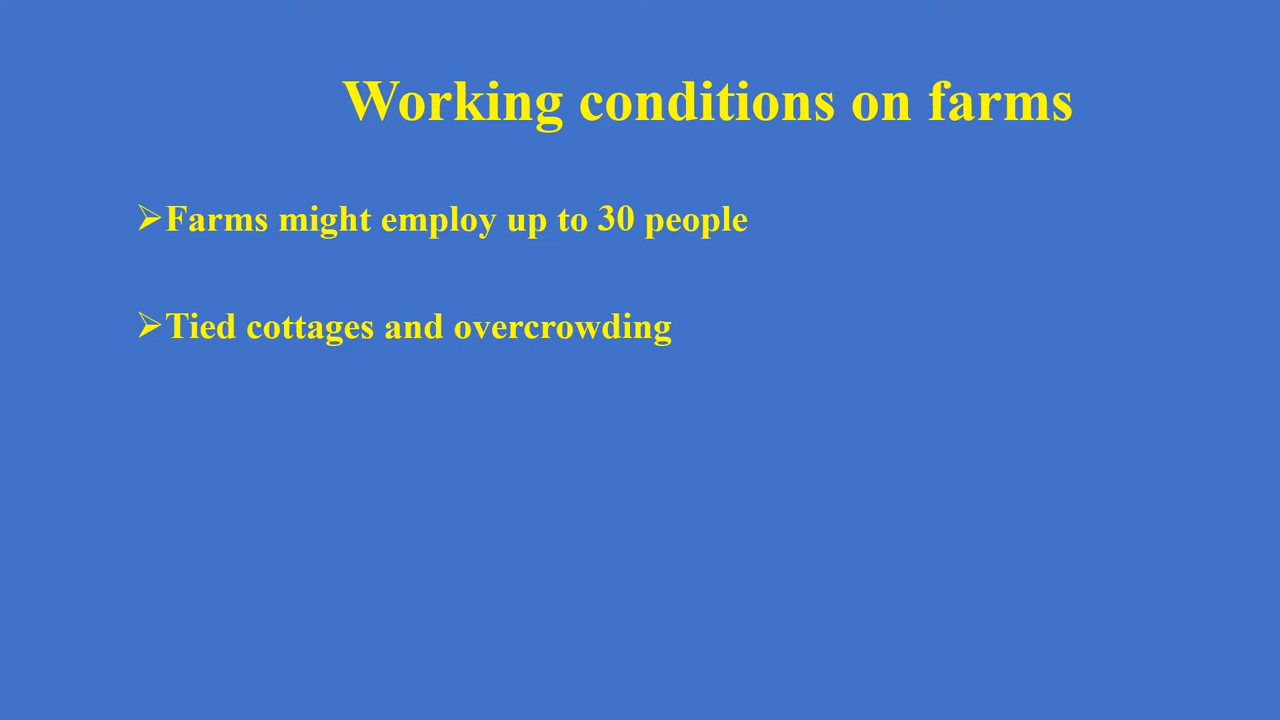 Working conditions on farms
➢Farms might employ up to 30 people
➢Tied cottages and overcrowding